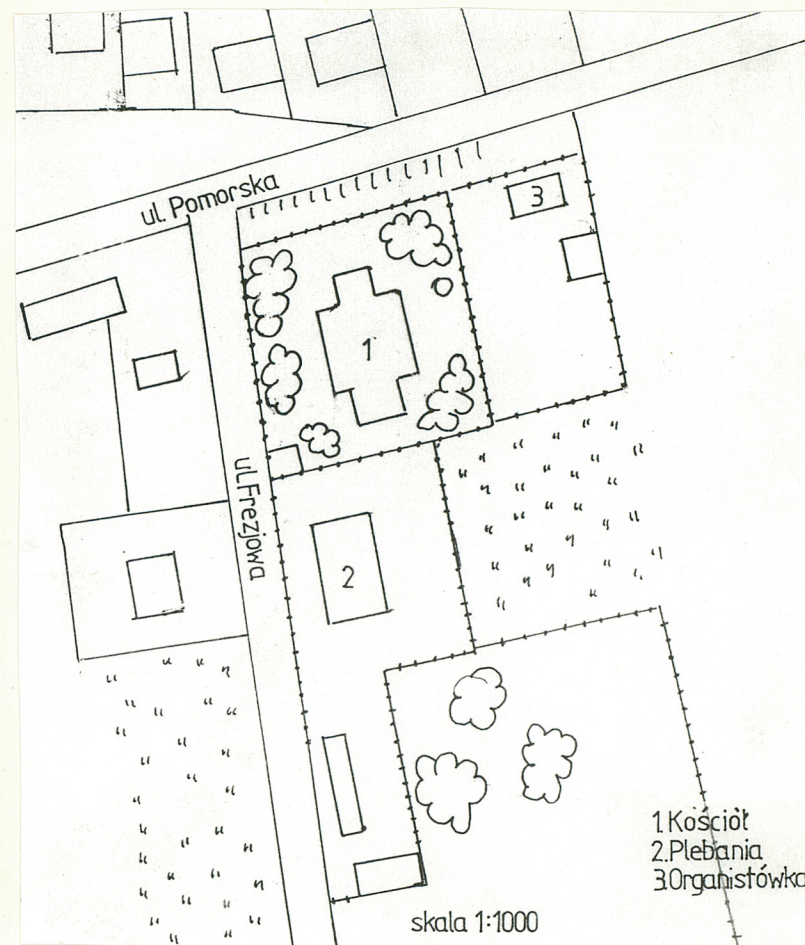 ul. Pomorska
3
1
ul. Frezjowa
2
1.Kościół
2.Plebania
3.Organistówka
skala 1:1000